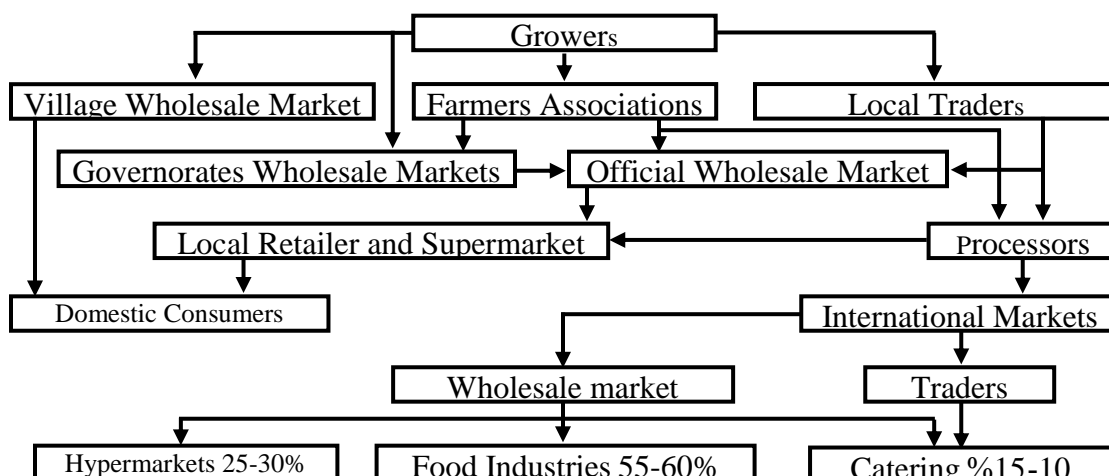 Growers
Village Wholesale Market
Farmers Associations
Local Traders
Governorates Wholesale Markets
Official Wholesale Market
Local Retailer and Supermarket
Processors
Domestic Consumers
International Markets
Wholesale market
Traders
Hypermarkets 25-30%
Food Industries 55-60%
Catering %15-10